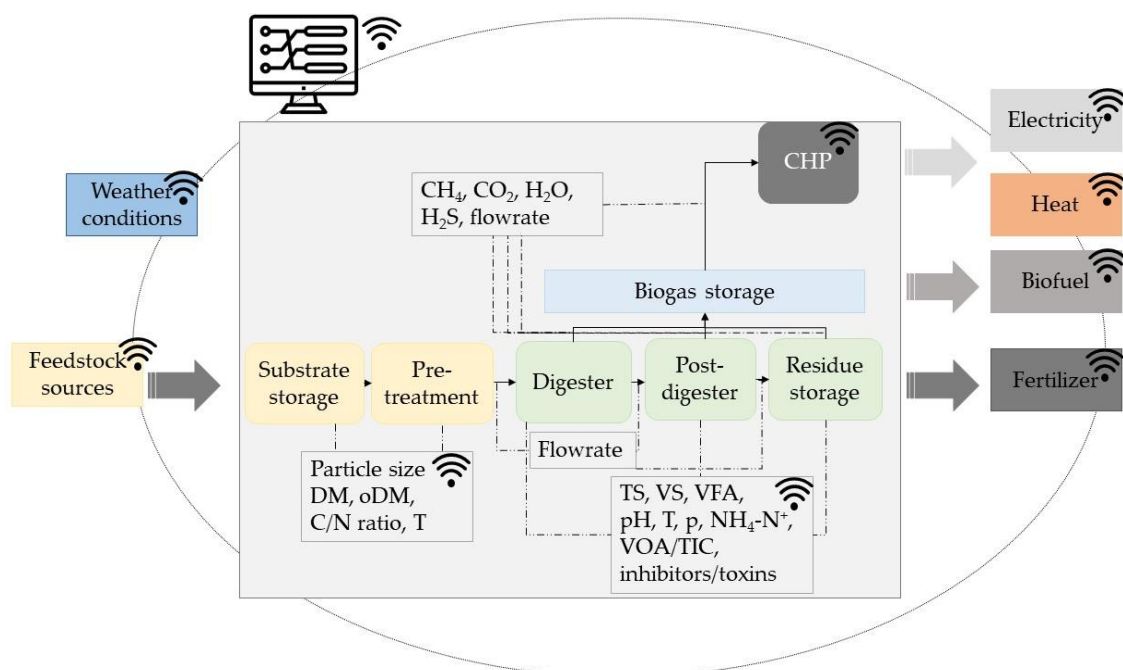 Electricity
CHP
Weather
conditions
CH₄, CO₂, H₂O,
H₂S, flowrate
Heat
Biogas storage
Biofuel
Feedstock
sources
Substrate
storage
Pre-
treatment
Digester
Post-
digester
Residue
storage
Fertilizer
Flowrate
Particle size
DM, oDM,
C/N ratio, T
TS, VS, VFA,
pH, T, p, NH₄-N⁺,
VOA/TIC,
inhibitors/toxins